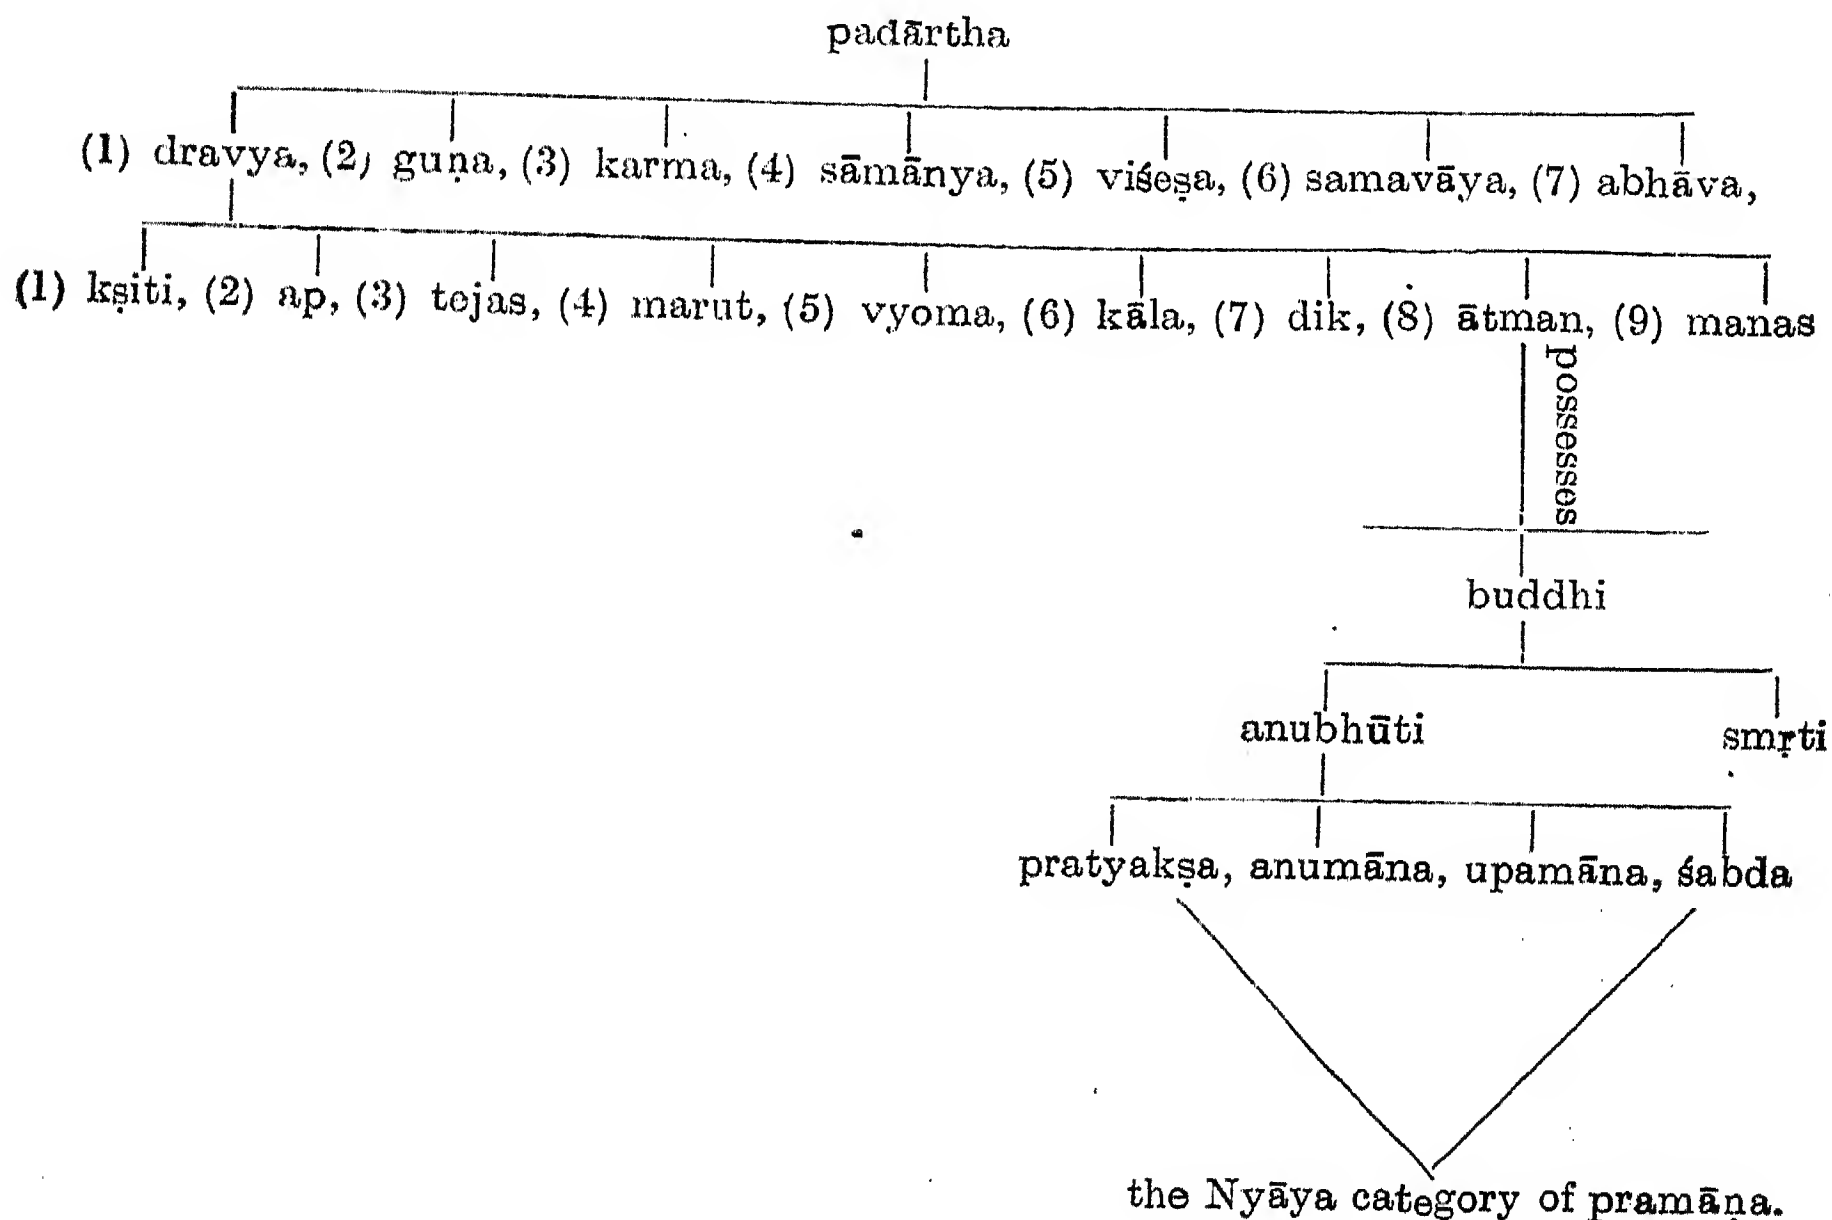 padārtha
(1) dravya, (2) guṇa, (3) karma, (4) sāmānya, (5) viśeṣa, (6) samavāya, (7) abhāva,
(1) kṣiti, (2) ap, (3) tejas, (4) marut, (5) vyoma, (6) kāla, (7) dik, (8) ātman, (9) manas
possesses
buddhi
anubhūti smṛti
pratyakṣa, anumāna, upamāna, śabda
the Nyāya category of pramāṇa.